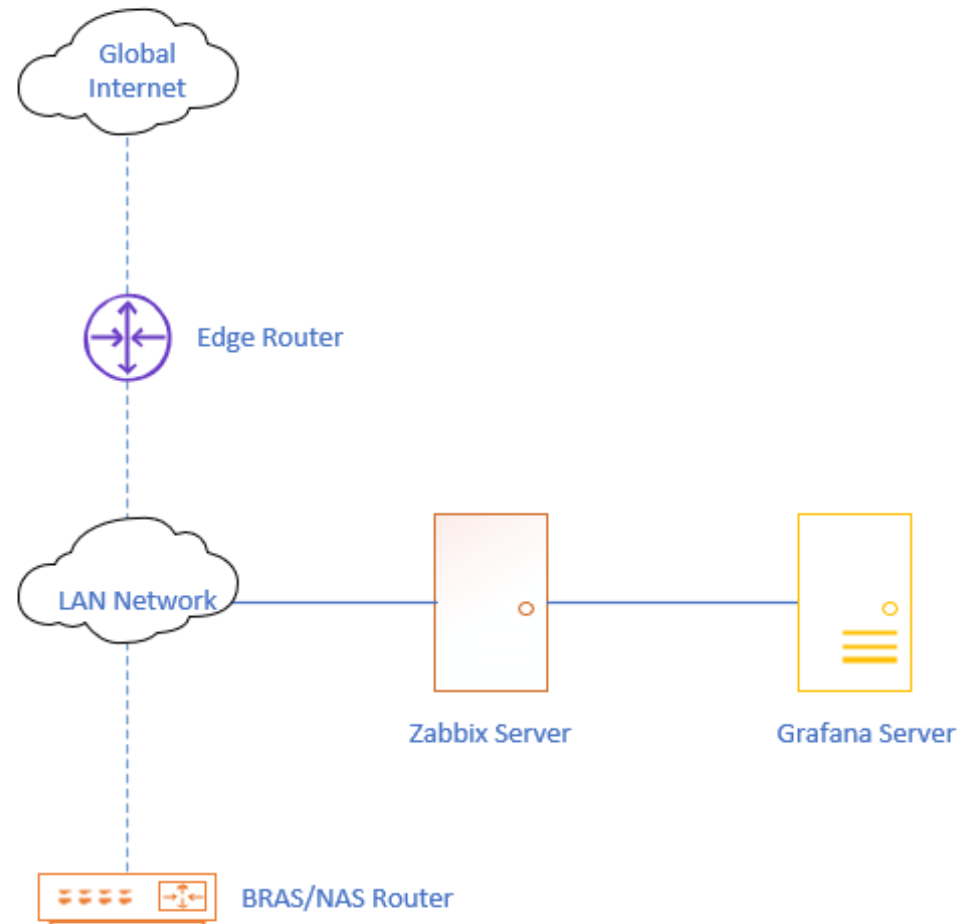 Global
Internet
Edge Router
LAN Network
Zabbix Server
Grafana Server
BRAS/NAS Router